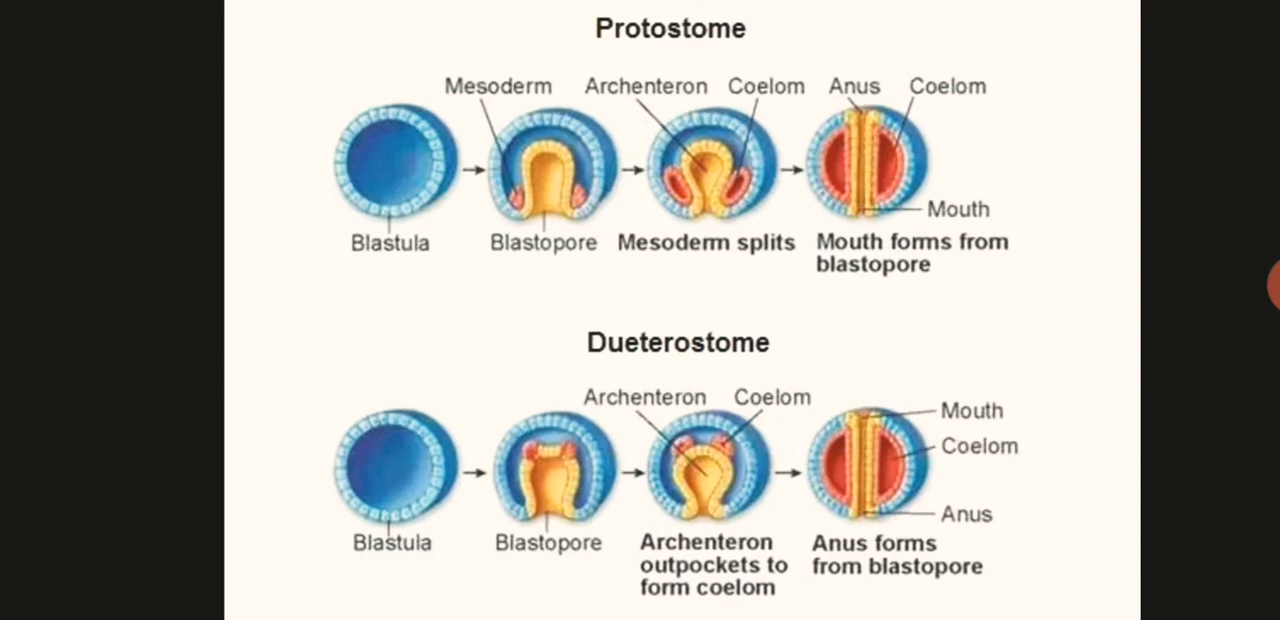 Protostome
Mesoderm Archenteron Coelom Anus Coelom
Mouth
Blastula Blastopore Mesoderm splits Mouth forms from
blastopore
Dueterostome
Archenteron Coelom
Mouth
Coelom
Anus
Blastula Blastopore Archenteron Anus forms
outpockets to from blastopore
form coelom